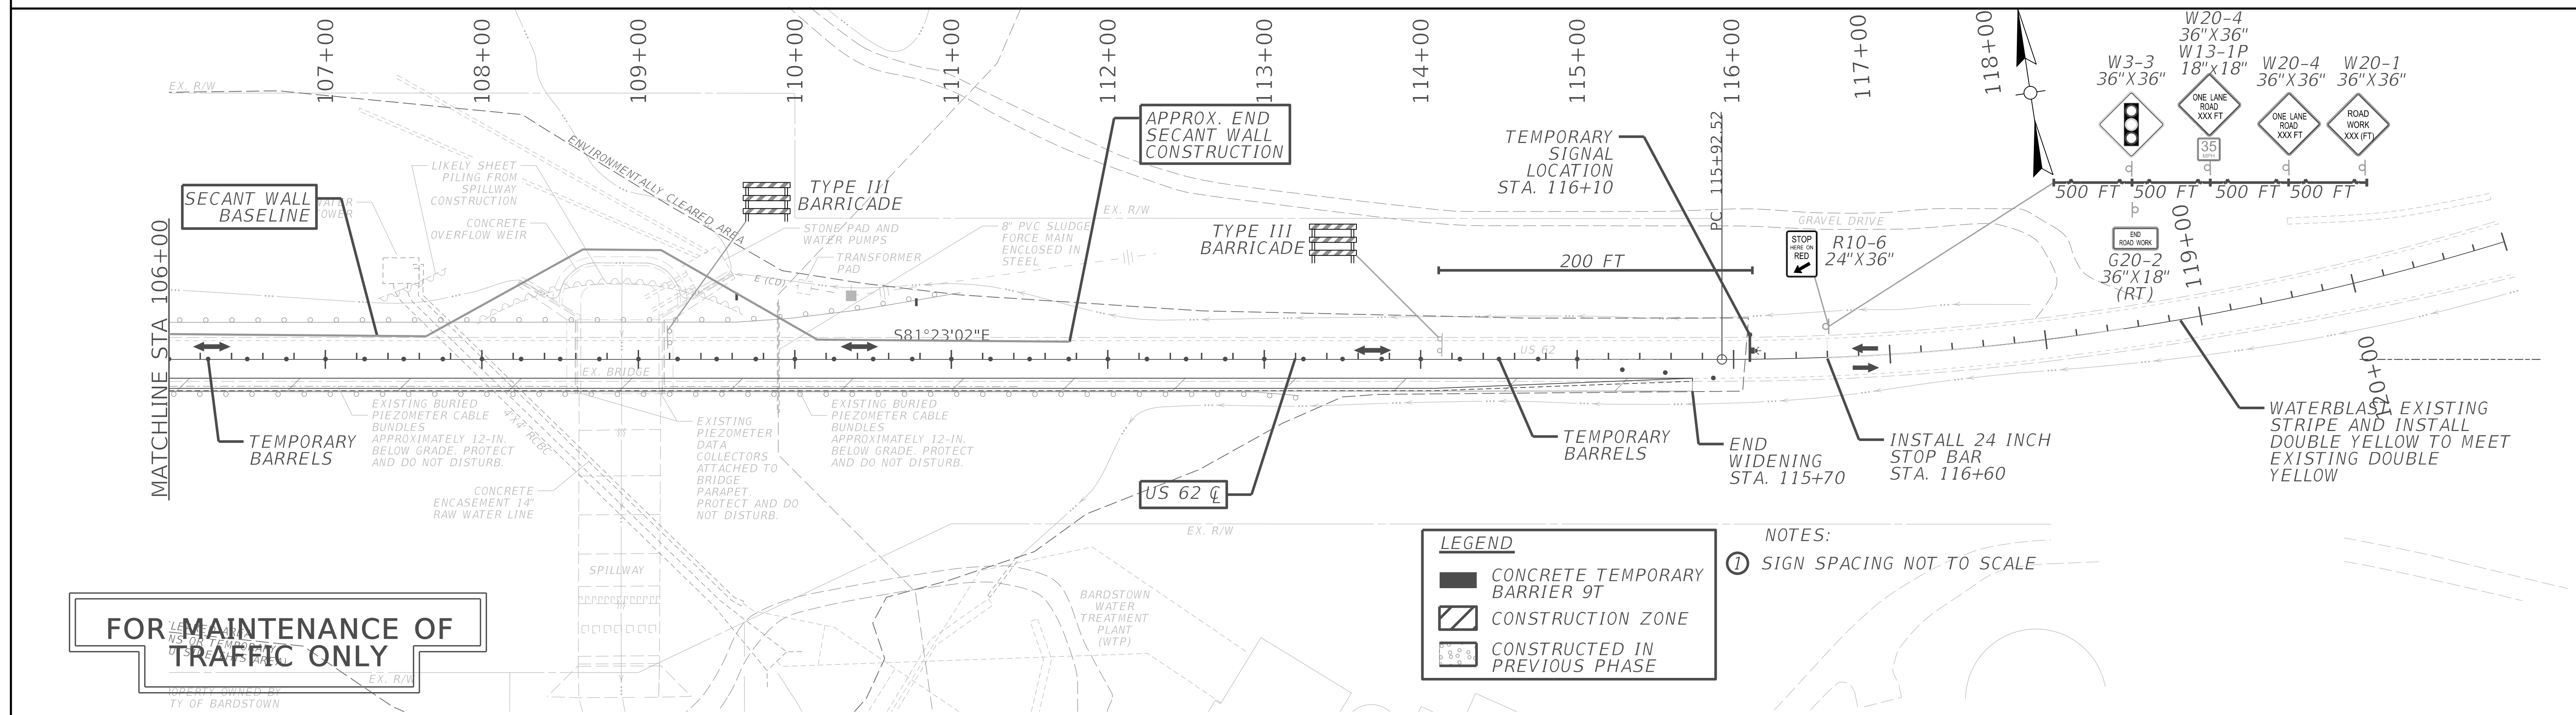 107+00
108+00
109+00
110+00
111+00
112+00
113+00
114+00
115+00
116+00
117+00
118+00
119+00
120+00
W3-3
36"X36"
W20-4
36"X36"
W13-1P
18"x18"
W20-4
36"X36"
W20-1
36"X36"
ONE LANE
ROAD
XXX FT
35
MPH
ONE LANE
ROAD
XXX FT
ROAD
WORK
XXX (FT)
500 FT
500 FT
500 FT
500 FT
END
ROAD WORK
G20-2
36"X18"
(RT)
EX. R/W
ENVIRONMENTALLY CLEARED AREA
LIKELY SHEET
PILING FROM
SPILLWAY
CONSTRUCTION
SECANT WALL
BASELINE
CONCRETE
OVERFLOW WEIR
TYPE III
BARRICADE
STONE PAD AND
WATER PUMPS
TRANSFORMER
PAD
E (CD)
8" PVC SLUDGE
FORCE MAIN
ENCLOSED IN
STEEL
APPROX. END
SECANT WALL
CONSTRUCTION
EX. R/W
TYPE III
BARRICADE
TEMPORARY
SIGNAL
LOCATION
STA. 116+10
PC 115+92.52
200 FT
STOP
HERE ON
RED
R10-6
24"X36"
GRAVEL DRIVE
MATCHLINE STA 106+00
S81°23'02"E
US 62
EX. BRIDGE
TEMPORARY
BARRELS
EXISTING BURIED
PIEZOMETER CABLE
BUNDLES
APPROXIMATELY 12-IN.
BELOW GRADE. PROTECT
AND DO NOT DISTURB.
4'X4' RCBC
CONCRETE
ENCASEMENT 14"
RAW WATER LINE
EXISTING
PIEZOMETER
DATA
COLLECTORS
ATTACHED TO
BRIDGE
PARAPET.
PROTECT AND DO
NOT DISTURB.
EXISTING BURIED
PIEZOMETER CABLE
BUNDLES
APPROXIMATELY 12-IN.
BELOW GRADE. PROTECT
AND DO NOT DISTURB.
US 62 ℄
TEMPORARY
BARRELS
END
WIDENING
STA. 115+70
INSTALL 24 INCH
STOP BAR
STA. 116+60
WATERBLAST EXISTING
STRIPE AND INSTALL
DOUBLE YELLOW TO MEET
EXISTING DOUBLE
YELLOW
EX. R/W
SPILLWAY
BARDSTOWN
WATER
TREATMENT
PLANT
(WTP)
LEGEND
CONCRETE TEMPORARY
BARRIER 9T
CONSTRUCTION ZONE
CONSTRUCTED IN
PREVIOUS PHASE
NOTES:
1 SIGN SPACING NOT TO SCALE
FOR MAINTENANCE OF
TRAFFIC ONLY
EX. R/W
OWNED BY
TY OF BARDSTOWN